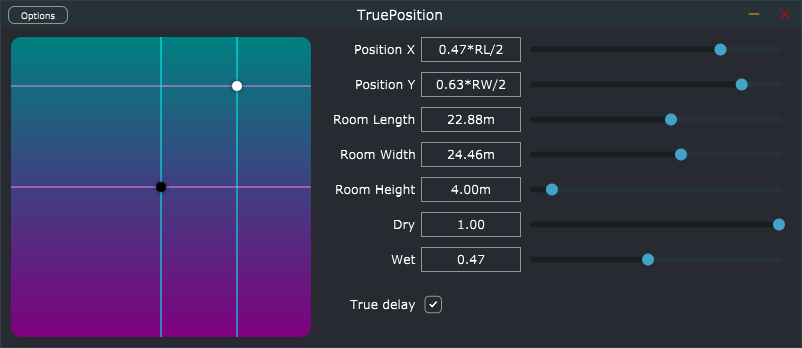 Options
TruePosition
Position X 0.47*RL/2
Position Y 0.63*RW/2
Room Length 22.88m
Room Width 24.46m
Room Height 4.00m
Dry 1.00
Wet 0.47
True delay